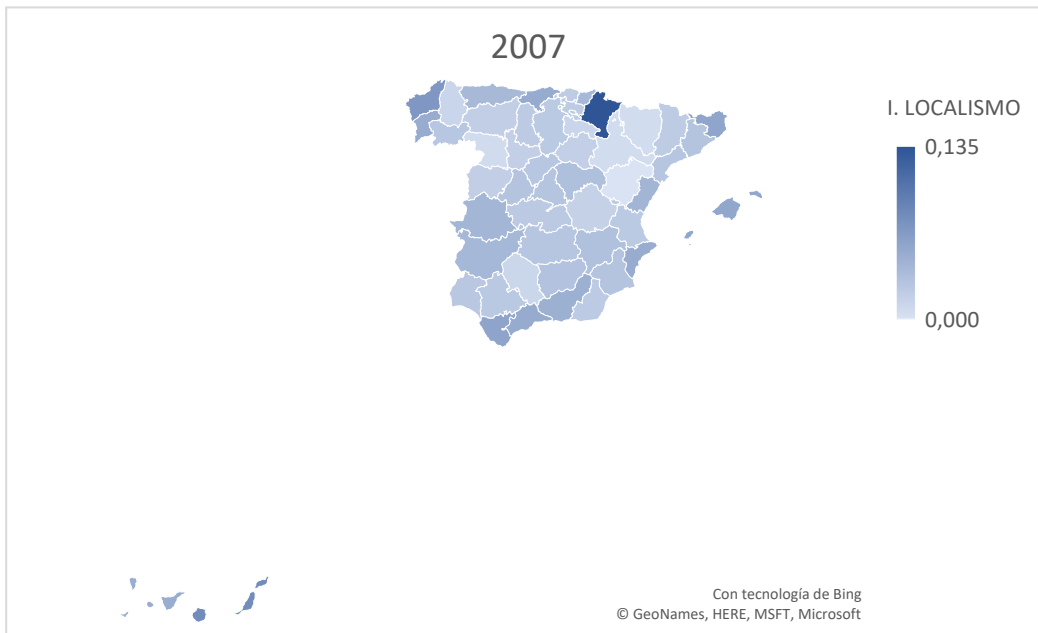 2007
I. LOCALISMO
0,135
0,000
Con tecnología de Bing
© GeoNames, HERE, MSFT, Microsoft